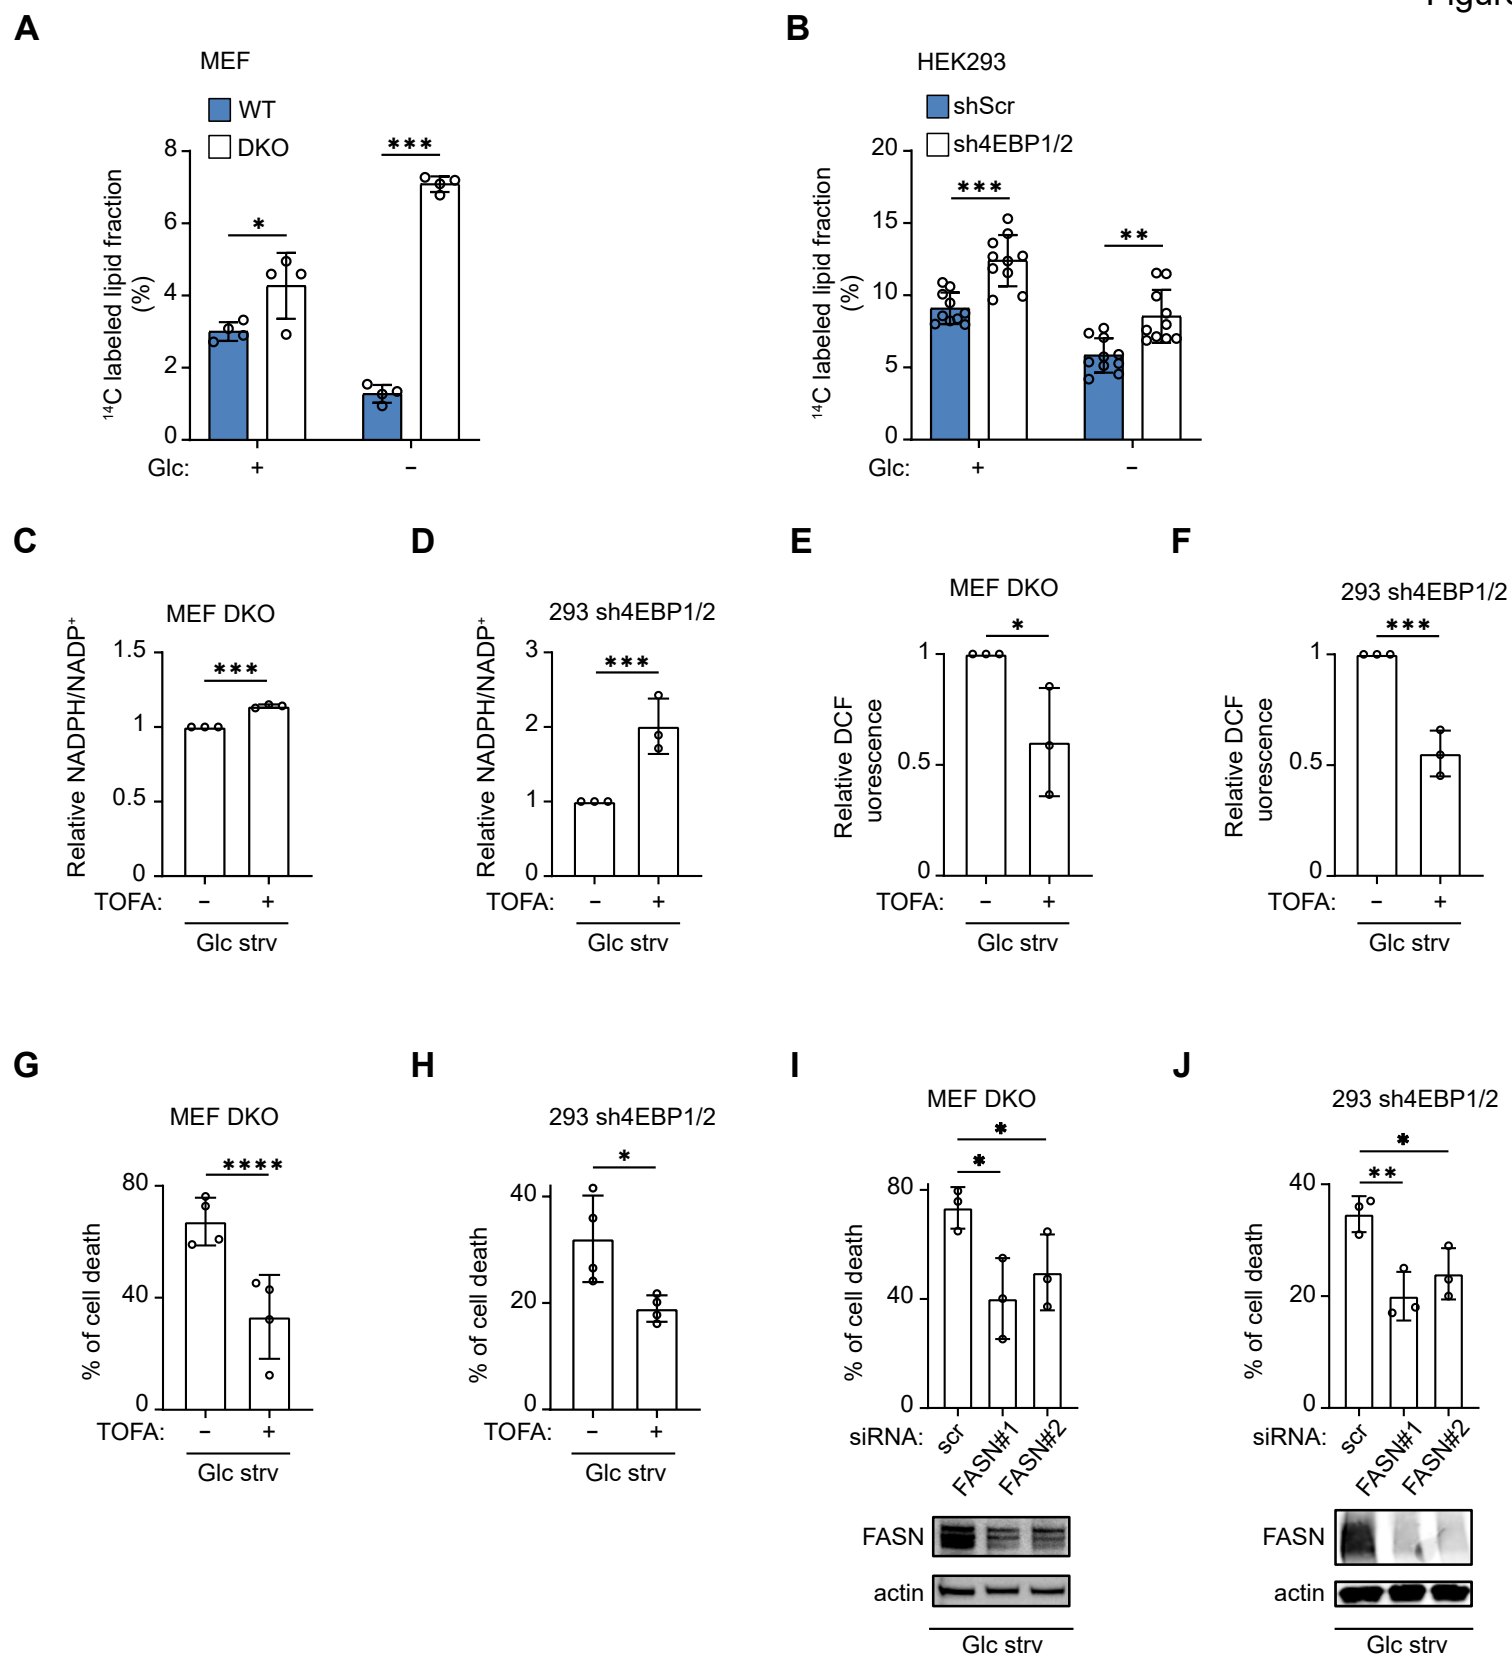 Figure
A
MEF
WT
DKO
¹⁴C labeled lipid fraction
(%)
8
6
4
2
0
*
***
Glc:
+
−
B
HEK293
shScr
sh4EBP1/2
¹⁴C labeled lipid fraction
(%)
20
15
10
5
0
***
**
Glc:
+
−
C
MEF DKO
Relative NADPH/NADP⁺
1.5
1
0.5
0
***
TOFA:
−
+
Glc strv
D
293 sh4EBP1/2
Relative NADPH/NADP⁺
3
2
1
0
***
TOFA:
−
+
Glc strv
E
MEF DKO
Relative DCF
uorescence
1
0.5
0
*
TOFA:
−
+
Glc strv
F
293 sh4EBP1/2
Relative DCF
uorescence
1
0.5
0
***
TOFA:
−
+
Glc strv
G
MEF DKO
% of cell death
80
40
0
****
TOFA:
−
+
Glc strv
H
293 sh4EBP1/2
% of cell death
40
20
0
*
TOFA:
−
+
Glc strv
I
MEF DKO
% of cell death
80
40
0
*
*
siRNA:
scr
FASN#1
FASN#2
FASN
actin
Glc strv
J
293 sh4EBP1/2
% of cell death
40
20
0
*
**
siRNA:
scr
FASN#1
FASN#2
FASN
actin
Glc strv